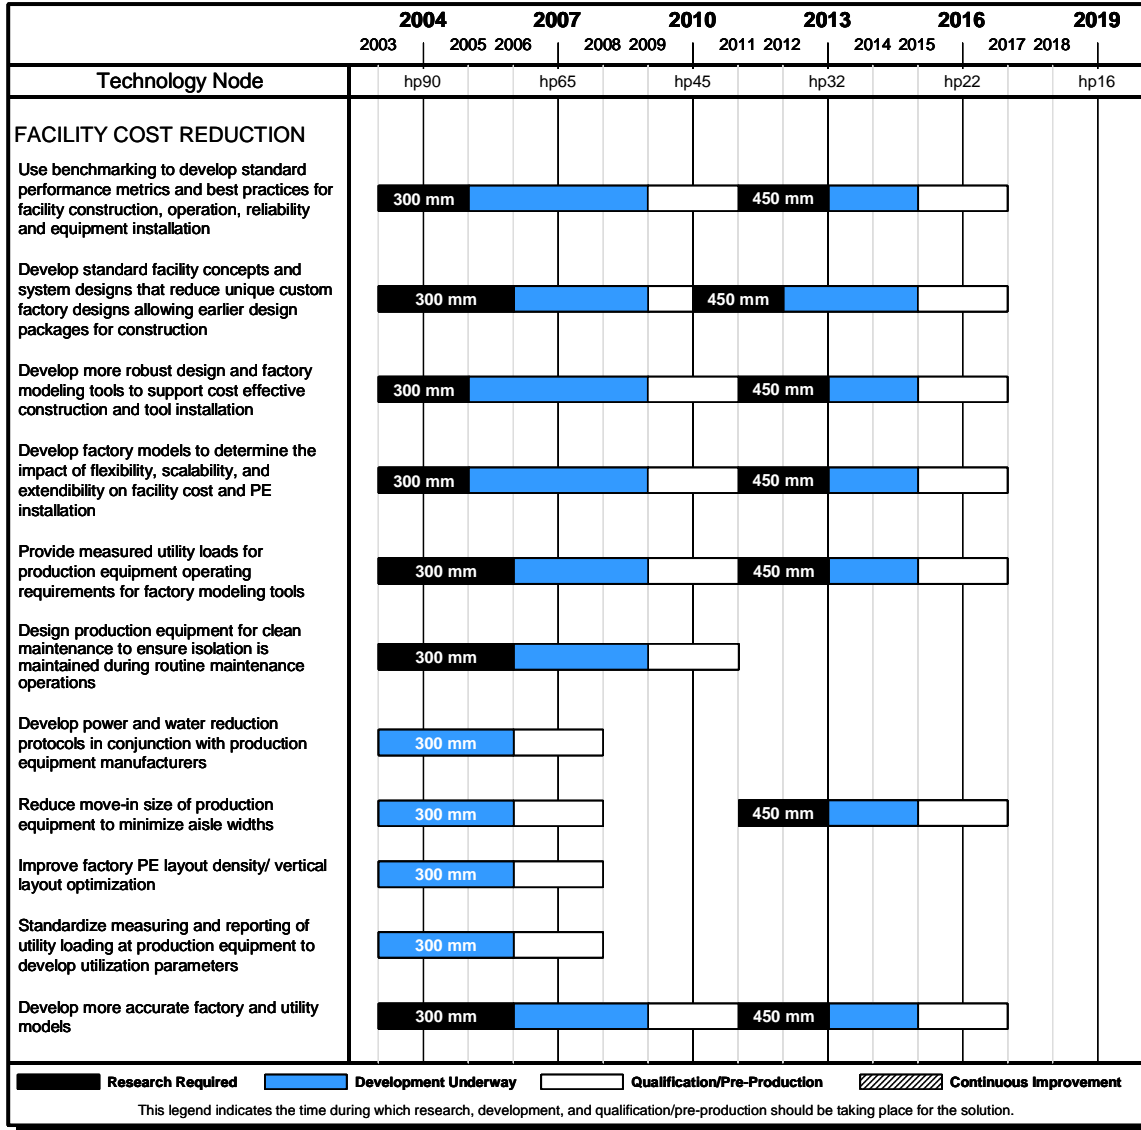 2004 2007 2010 2013 2016 2019
2003 2005 2006 2008 2009 2011 2012 2014 2015 2017 2018
Technology Node hp90 hp65 hp45 hp32 hp22 hp16
FACILITY COST REDUCTION
Use benchmarking to develop standard
performance metrics and best practices for
facility construction, operation, reliability
and equipment installation
300 mm 450 mm
Develop standard facility concepts and
system designs that reduce unique custom
factory designs allowing earlier design
packages for construction
300 mm 450 mm
Develop more robust design and factory
modeling tools to support cost effective
construction and tool installation
300 mm 450 mm
Develop factory models to determine the
impact of flexibility, scalability, and
extendibility on facility cost and PE
installation
300 mm 450 mm
Provide measured utility loads for
production equipment operating
requirements for factory modeling tools
300 mm 450 mm
Design production equipment for clean
maintenance to ensure isolation is
maintained during routine maintenance
operations
300 mm
Develop power and water reduction
protocols in conjunction with production
equipment manufacturers
300 mm
Reduce move-in size of production
equipment to minimize aisle widths
300 mm 450 mm
Improve factory PE layout density/ vertical
layout optimization
300 mm
Standardize measuring and reporting of
utility loading at production equipment to
develop utilization parameters
300 mm
Develop more accurate factory and utility
models
300 mm 450 mm
Research Required Development Underway Qualification/Pre-Production Continuous Improvement
This legend indicates the time during which research, development, and qualification/pre-production should be taking place for the solution.